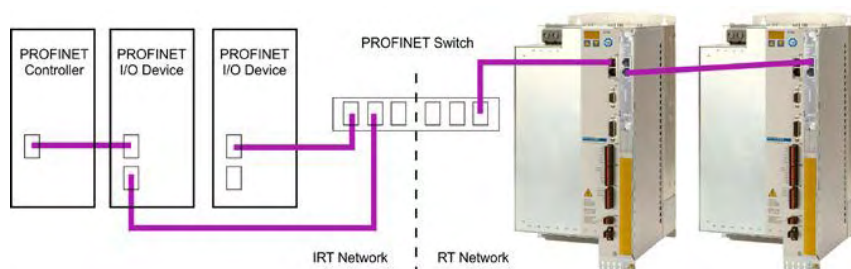 PROFINET
Controller
PROFINET
I/O Device
PROFINET
I/O Device
PROFINET Switch
IRT Network
RT Network